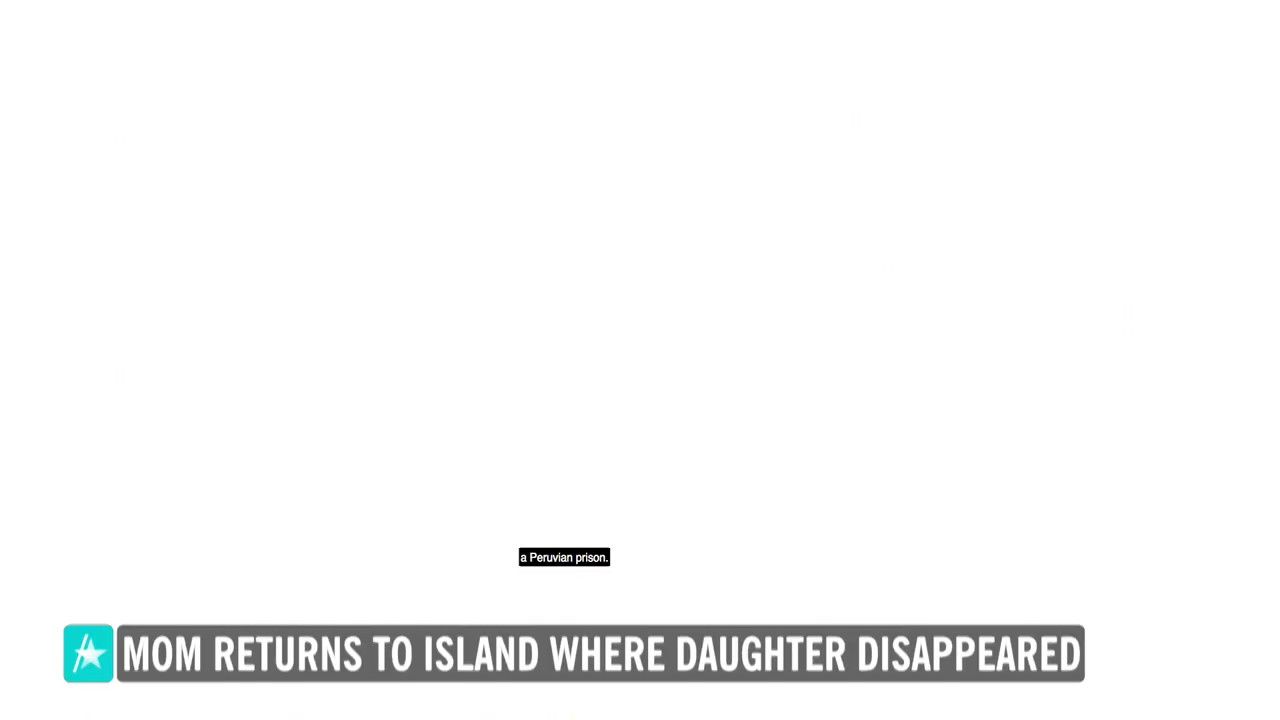 a Peruvian prison.
MOM RETURNS TO ISLAND WHERE DAUGHTER DISAPPEARED